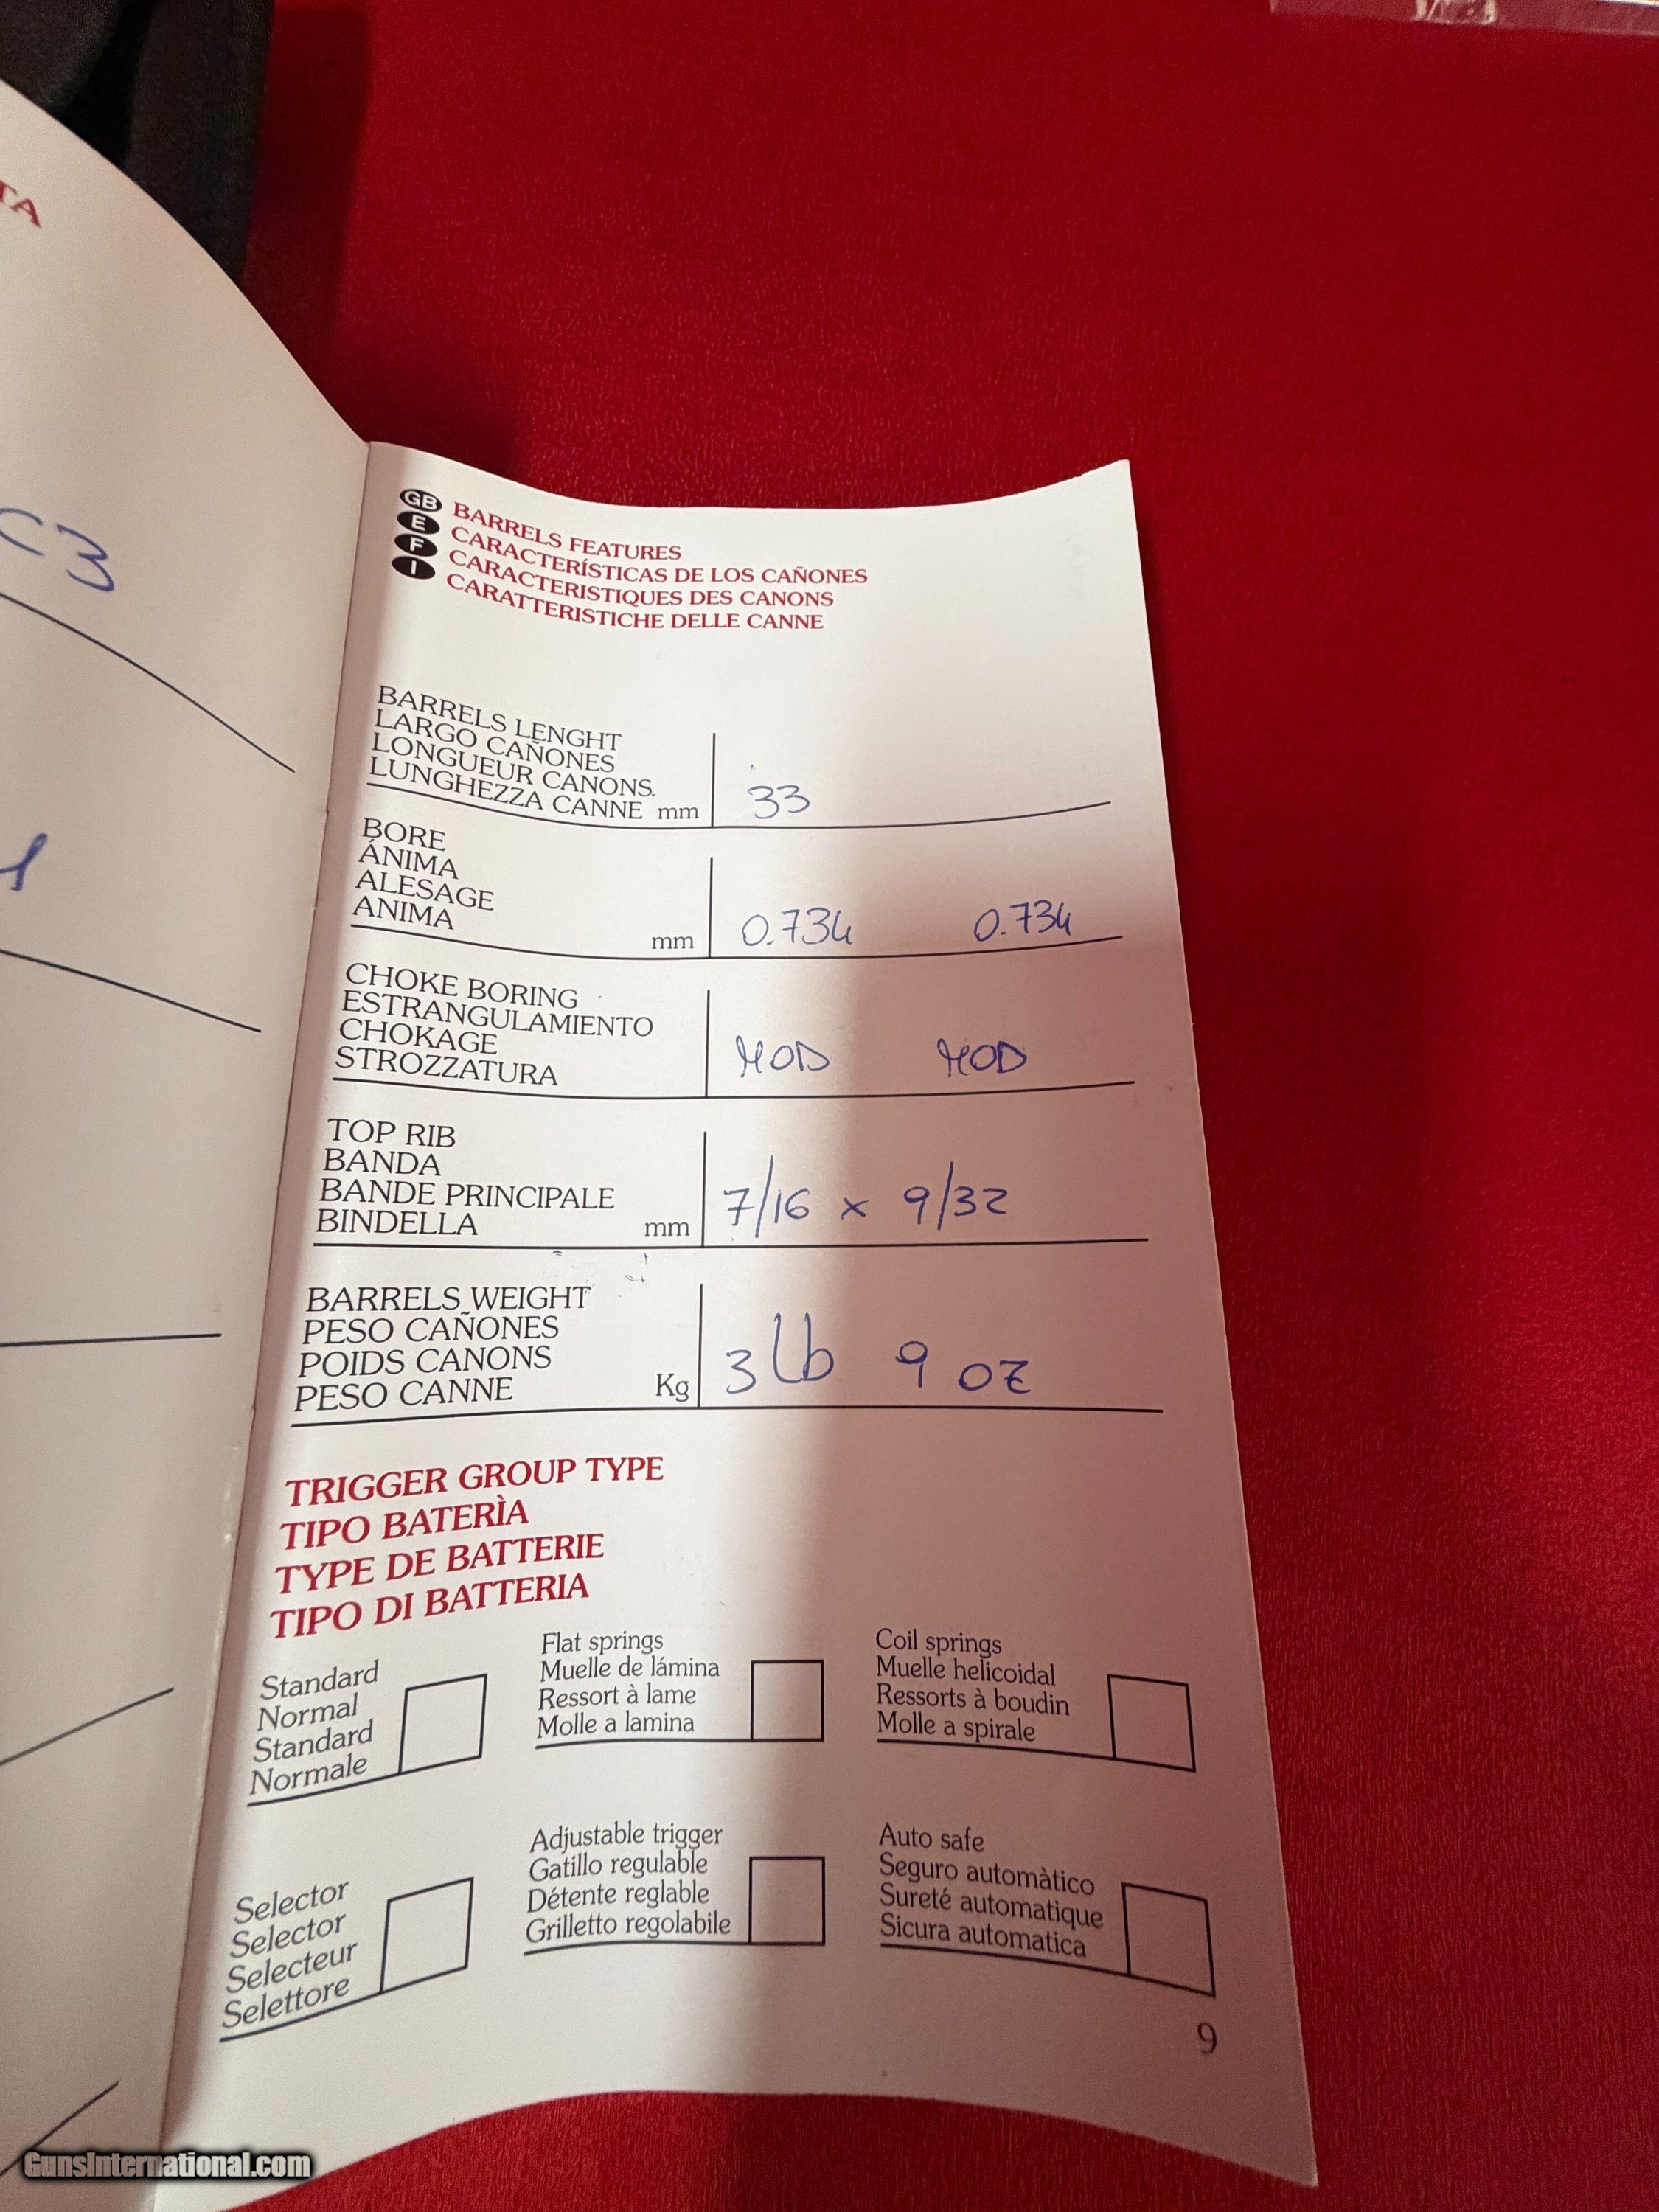 TA
C3
1
GB BARRELS FEATURES
E CARACTERÍSTICAS DE LOS CAÑONES
F CARACTERISTIQUES DES CANONS
I CARATTERISTICHE DELLE CANNE
BARRELS LENGHT
LARGO CAÑONES
LONGUEUR CANONS.
LUNGHEZZA CANNE mm 33
BORE
ÁNIMA
ALESAGE
ANIMA
mm 0.734 0.734
CHOKE BORING
ESTRANGULAMIENTO
CHOKAGE
STROZZATURA
MOD MOD
TOP RIB
BANDA
BANDE PRINCIPALE
BINDELLA mm 7/16 x 9/32
BARRELS WEIGHT
PESO CAÑONES
POIDS CANONS
PESO CANNE Kg 3 lb 9 oz
TRIGGER GROUP TYPE
TIPO BATERÌA
TYPE DE BATTERIE
TIPO DI BATTERIA
Standard
Normal
Standard
Normale
Flat springs
Muelle de lámina
Ressort à lame
Molle a lamina
Coil springs
Muelle helicoidal
Ressorts à boudin
Molle a spirale
Selector
Selector
Selecteur
Selettore
Adjustable trigger
Gatillo regulable
Détente reglable
Grilletto regolabile
Auto safe
Seguro automàtico
Sureté automatique
Sicura automatica
9
GunsInternational.com